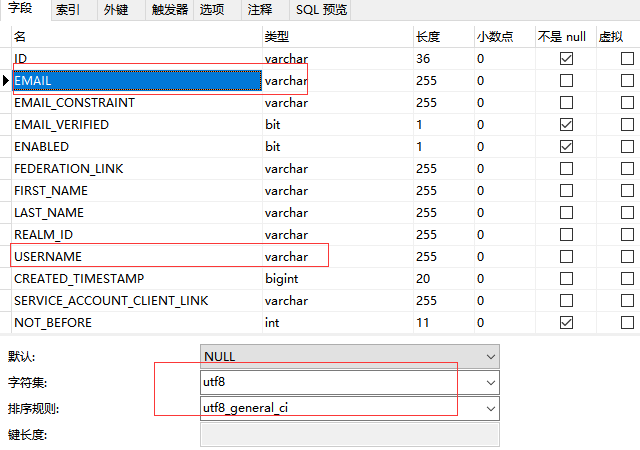 字段 索引 外键 触发器 选项 注释 SQL 预览
名 类型 长度 小数点 不是 null 虚拟
ID varchar 36 0
EMAIL varchar 255 0
EMAIL_CONSTRAINT varchar 255 0
EMAIL_VERIFIED bit 1 0
ENABLED bit 1 0
FEDERATION_LINK varchar 255 0
FIRST_NAME varchar 255 0
LAST_NAME varchar 255 0
REALM_ID varchar 255 0
USERNAME varchar 255 0
CREATED_TIMESTAMP bigint 20 0
SERVICE_ACCOUNT_CLIENT_LINK varchar 255 0
NOT_BEFORE int 11 0
默认: NULL
字符集: utf8
排序规则: utf8_general_ci
键长度: